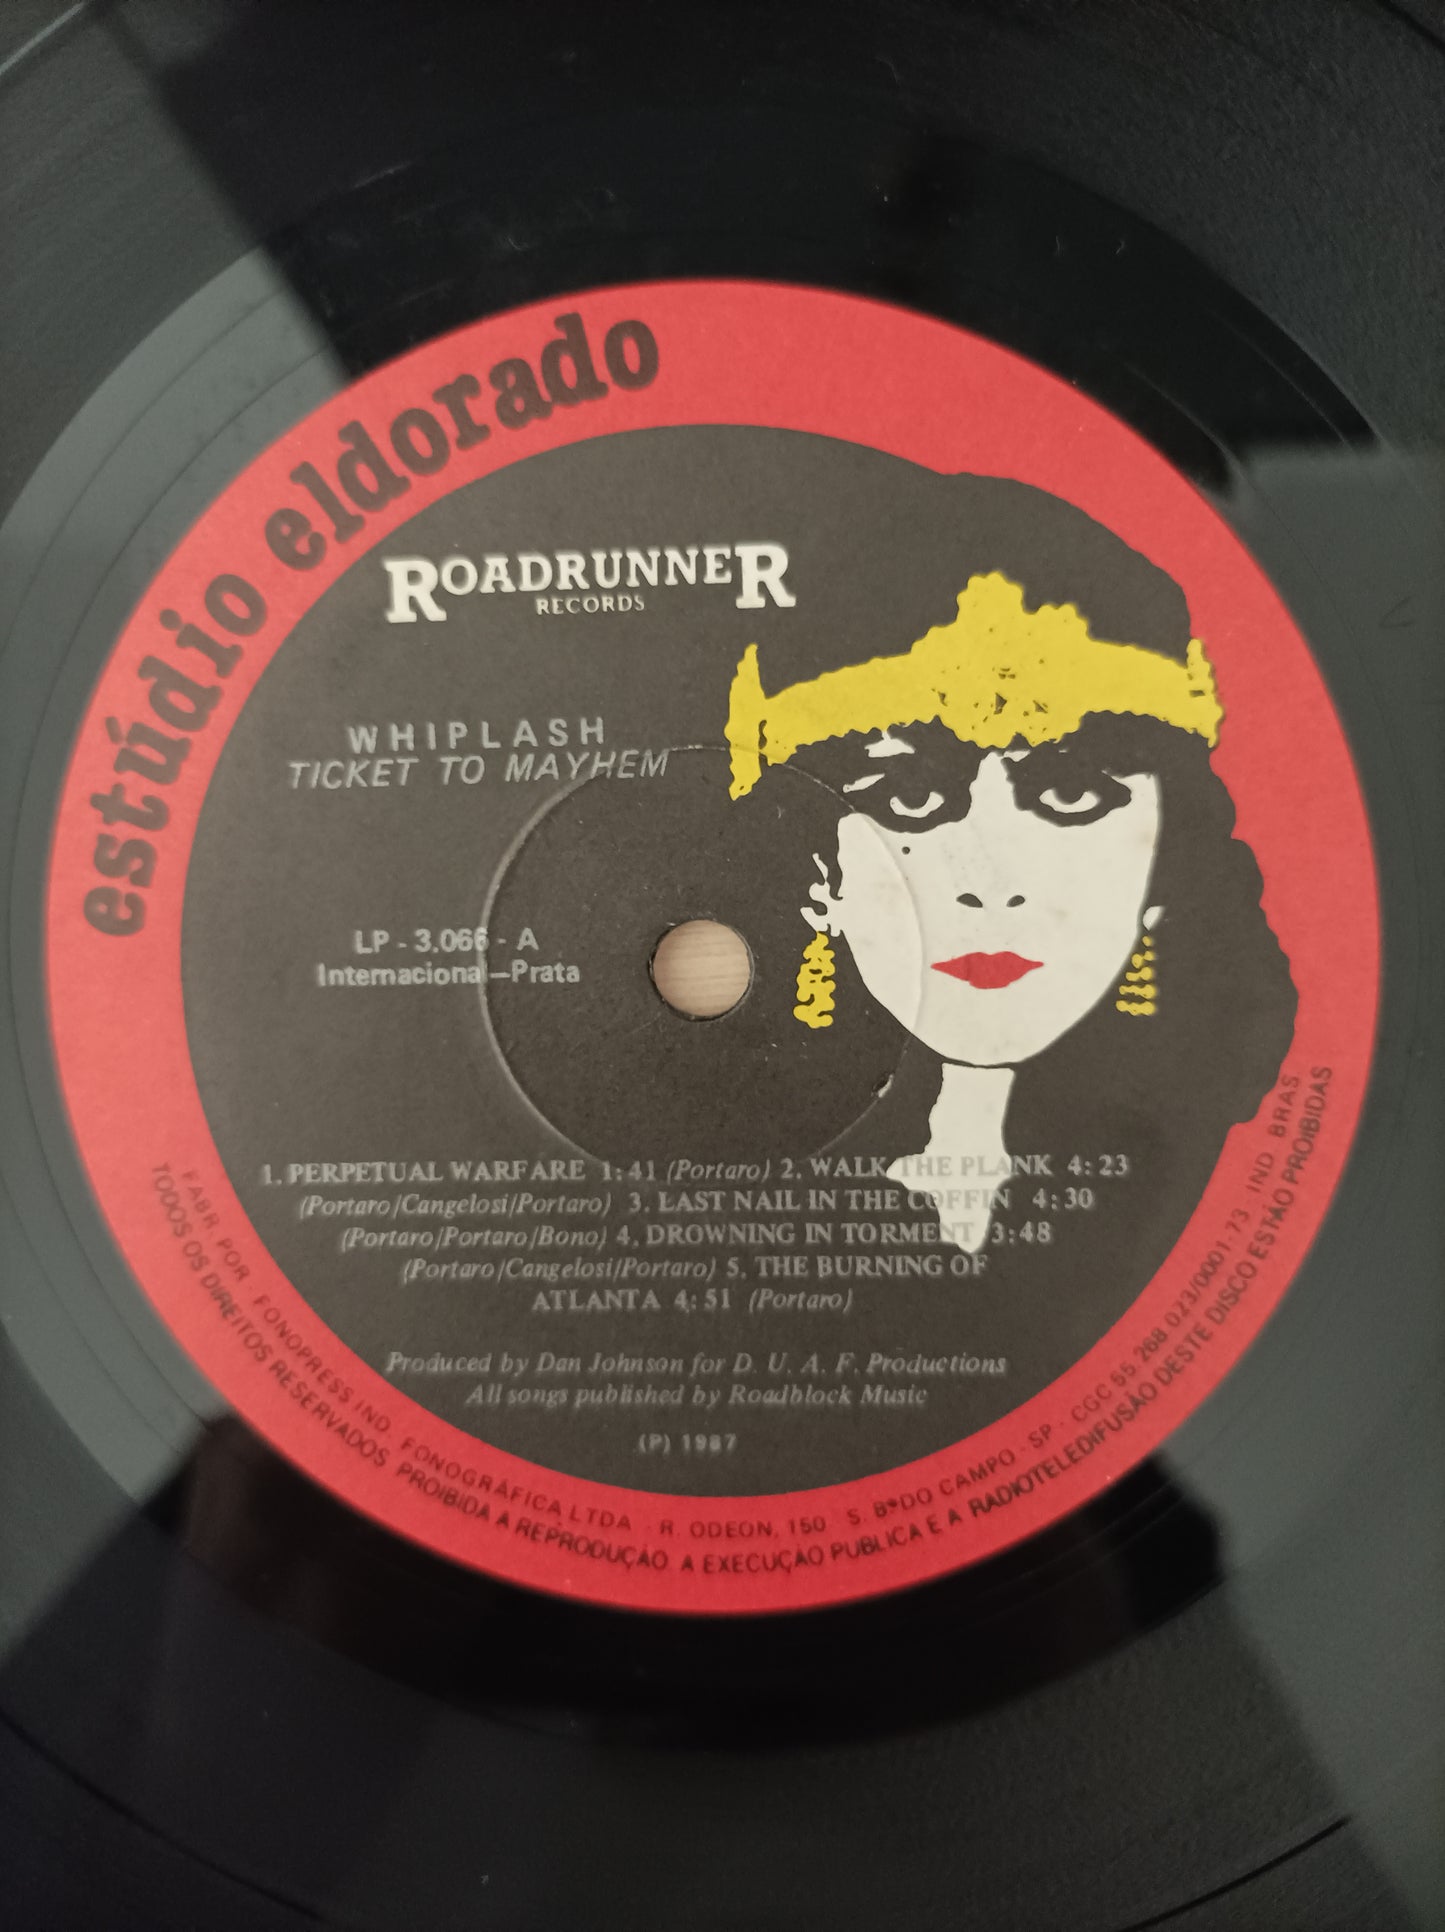 estúdio eldorado
ROADRUNNER
RECORDS
WHIPLASH
TICKET TO MAYHEM
LP - 3.066 - A
Internacional-Prata
1. PERPETUAL WARFARE 1:41 (Portaro) 2. WALK THE PLANK 4:23
(Portaro/Cangelosi/Portaro) 3. LAST NAIL IN THE COFFIN 4:30
(Portaro/Portaro/Bono) 4. DROWNING IN TORMENT 3:48
(Portaro/Cangelosi/Portaro) 5. THE BURNING OF
ATLANTA 4:51 (Portaro)
Produced by Dan Johnson for D. U. A. F. Productions
All songs published by Roadblock Music
(P) 1987
FABR. POR - FONOPRESS IND. FONOGRÁFICA LTDA - R. ODEON, 150 - S. Bº DO CAMPO - SP - CGC 55 268 023/0001-73 IND BRAS
TODOS OS DIREITOS RESERVADOS PROIBIDA A REPRODUÇÃO A EXECUÇÃO PUBLICA E A RADIOTELEDIFUSÃO DESTE DISCO ESTÃO PROIBIDAS